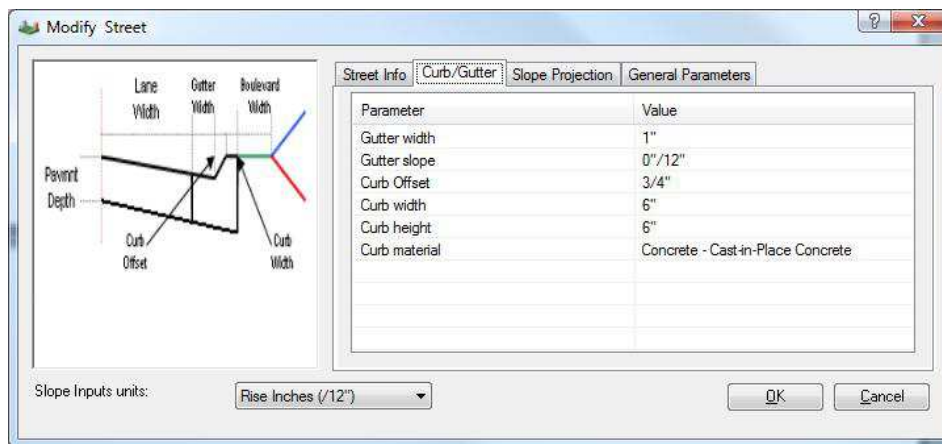 Modify Street
?
Lane Width
Gutter Width
Boulevard Width
Pavmnt Depth
Curb Offset
Curb Width
Street Info
Curb/Gutter
Slope Projection
General Parameters
Parameter Value
Gutter width 1"
Gutter slope 0"/12"
Curb Offset 3/4"
Curb width 6"
Curb height 6"
Curb material Concrete - Cast-in-Place Concrete
Slope Inputs units: Rise Inches (/12")
OK
Cancel